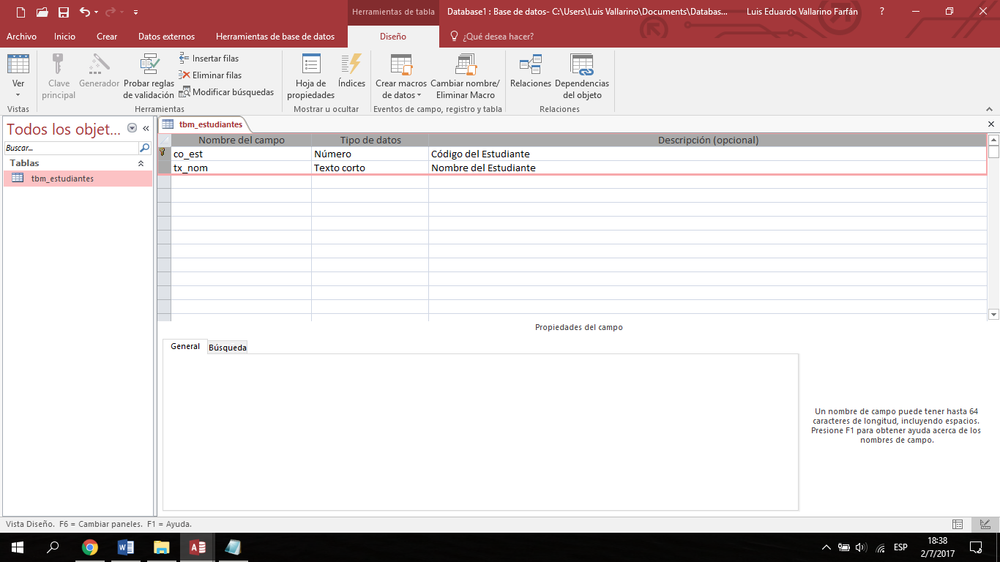 Herramientas de tabla
Database1 : Base de datos- C:\Users\Luis Vallarino\Documents\Databas...
Luis Eduardo Vallarino Farfán
?
Archivo
Inicio
Crear
Datos externos
Herramientas de base de datos
Diseño
¿Qué desea hacer?
Ver
Clave
principal
Generador
Probar reglas
de validación
Insertar filas
Eliminar filas
Modificar búsquedas
Hoja de
propiedades
Índices
Crear macros
de datos
Cambiar nombre/
Eliminar Macro
Relaciones
Dependencias
del objeto
Vistas
Herramientas
Mostrar u ocultar
Eventos de campo, registro y tabla
Relaciones
Todos los objet...
Buscar...
Tablas
tbm_estudiantes
tbm_estudiantes
Nombre del campo
Tipo de datos
Descripción (opcional)
co_est
Número
Código del Estudiante
tx_nom
Texto corto
Nombre del Estudiante
Propiedades del campo
General
Búsqueda
Un nombre de campo puede tener hasta 64
caracteres de longitud, incluyendo espacios.
Presione F1 para obtener ayuda acerca de los
nombres de campo.
Vista Diseño.  F6 = Cambiar paneles.  F1 = Ayuda.
ESP
18:38
2/7/2017